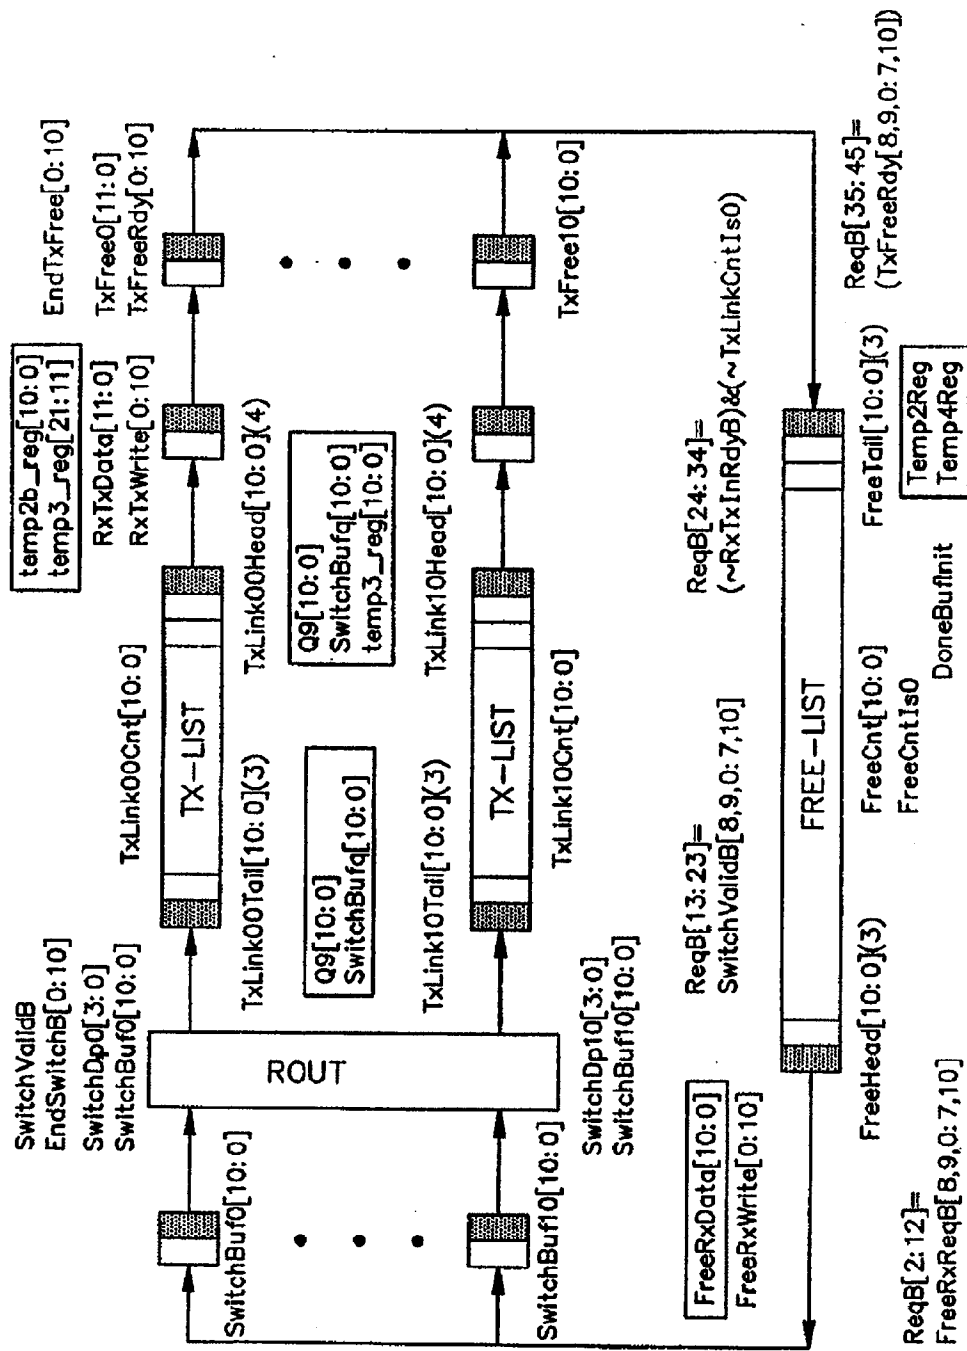 SwitchValidB
EndSwitchB[0:10]
SwitchDp0[3:0]
SwitchBuf0[10:0]
SwitchBuf0[10:0]
ROUT
SwitchBuf10[10:0]
SwitchDp10[3:0]
SwitchBuf10[10:0]
TxLink00Cnt[10:0]
TX-LIST
TxLink00Tail[10:0](3)
TxLink00Head[10:0](4)
Q9[10:0]
SwitchBufq[10:0]
Q9[10:0]
SwitchBufq[10:0]
temp3_reg[10:0]
TxLink10Tail[10:0](3)
TxLink10Head[10:0](4)
TX-LIST
TxLink10Cnt[10:0]
temp2b_reg[10:0]
temp3_reg[21:11]
RxTxData[11:0]
RxTxWrite[0:10]
EndTxFree[0:10]
TxFree0[11:0]
TxFreeRdy[0:10]
TxFree10[10:0]
FreeRxData[10:0]
FreeRxWrite[0:10]
ReqB[13:23]=
SwitchValidB[8,9,0:7,10]
ReqB[24:34]=
(~RxTxInRdyB)&(~TxLinkCntIs0)
FREE-LIST
ReqB[2:12]=
FreeRxReqB[8,9,0:7,10]
FreeHead[10:0](3)
FreeCnt[10:0]
FreeCntIs0
DoneBufInit
FreeTail[10:0](3)
Temp2Reg
Temp4Reg
ReqB[35:45]=
(TxFreeRdy[8,9,0:7,10])